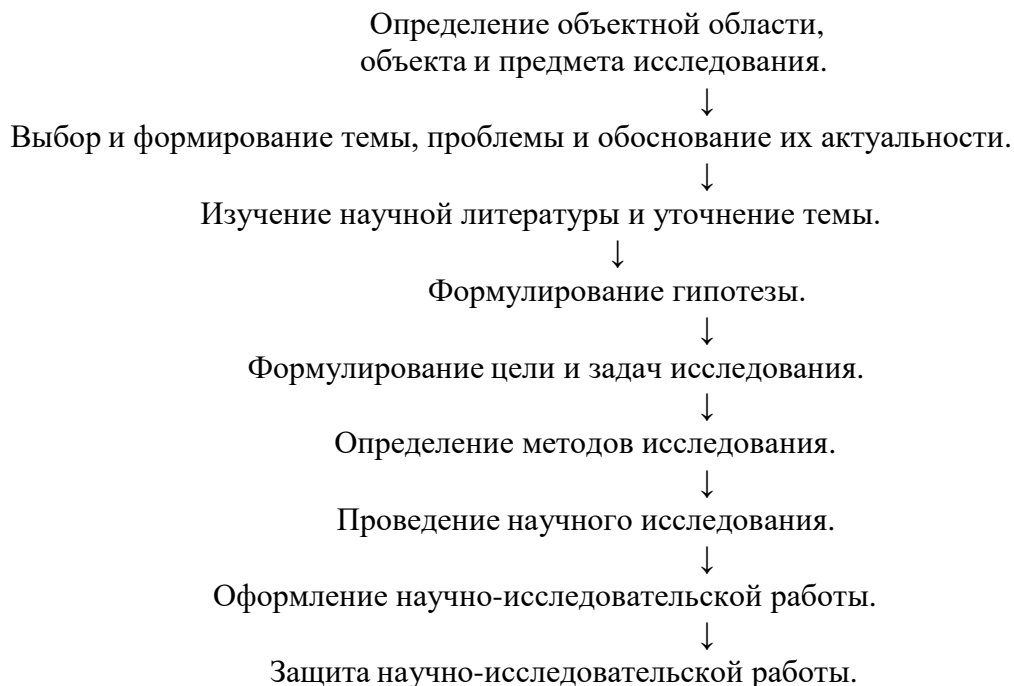 Определение объектной области,
объекта и предмета исследования.
↓
Выбор и формирование темы, проблемы и обоснование их актуальности.
↓
Изучение научной литературы и уточнение темы.
↓
Формулирование гипотезы.
↓
Формулирование цели и задач исследования.
↓
Определение методов исследования.
↓
Проведение научного исследования.
↓
Оформление научно-исследовательской работы.
↓
Защита научно-исследовательской работы.